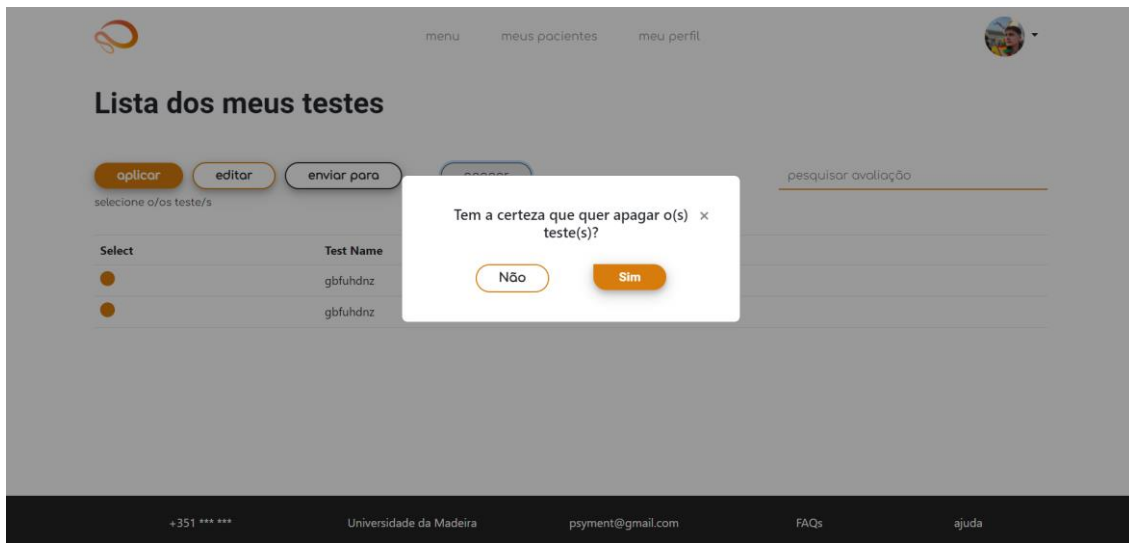 menu meus pacientes meu perfil
Lista dos meus testes
aplicar editar enviar para
selecione o/os teste/s
pesquisar avaliação
Tem a certeza que quer apagar o(s) ×
teste(s)?
Não Sim
Select Test Name
gbfuhdnz
gbfuhdnz
+351 *** *** Universidade da Madeira psyment@gmail.com FAQs ajuda